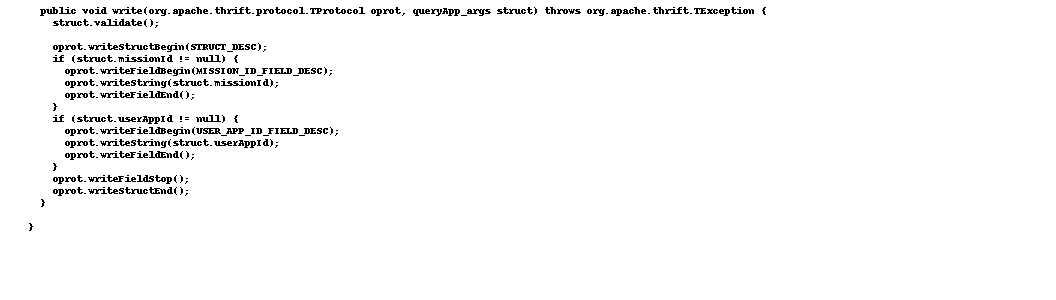 public void write(org.apache.thrift.protocol.TProtocol oprot, queryApp_args struct) throws org.apache.thrift.TException {
struct.validate();
oprot.writeStructBegin(STRUCT_DESC);
if (struct.missionId != null) {
oprot.writeFieldBegin(MISSION_ID_FIELD_DESC);
oprot.writeString(struct.missionId);
oprot.writeFieldEnd();
}
if (struct.userAppId != null) {
oprot.writeFieldBegin(USER_APP_ID_FIELD_DESC);
oprot.writeString(struct.userAppId);
oprot.writeFieldEnd();
}
oprot.writeFieldStop();
oprot.writeStructEnd();
}
}